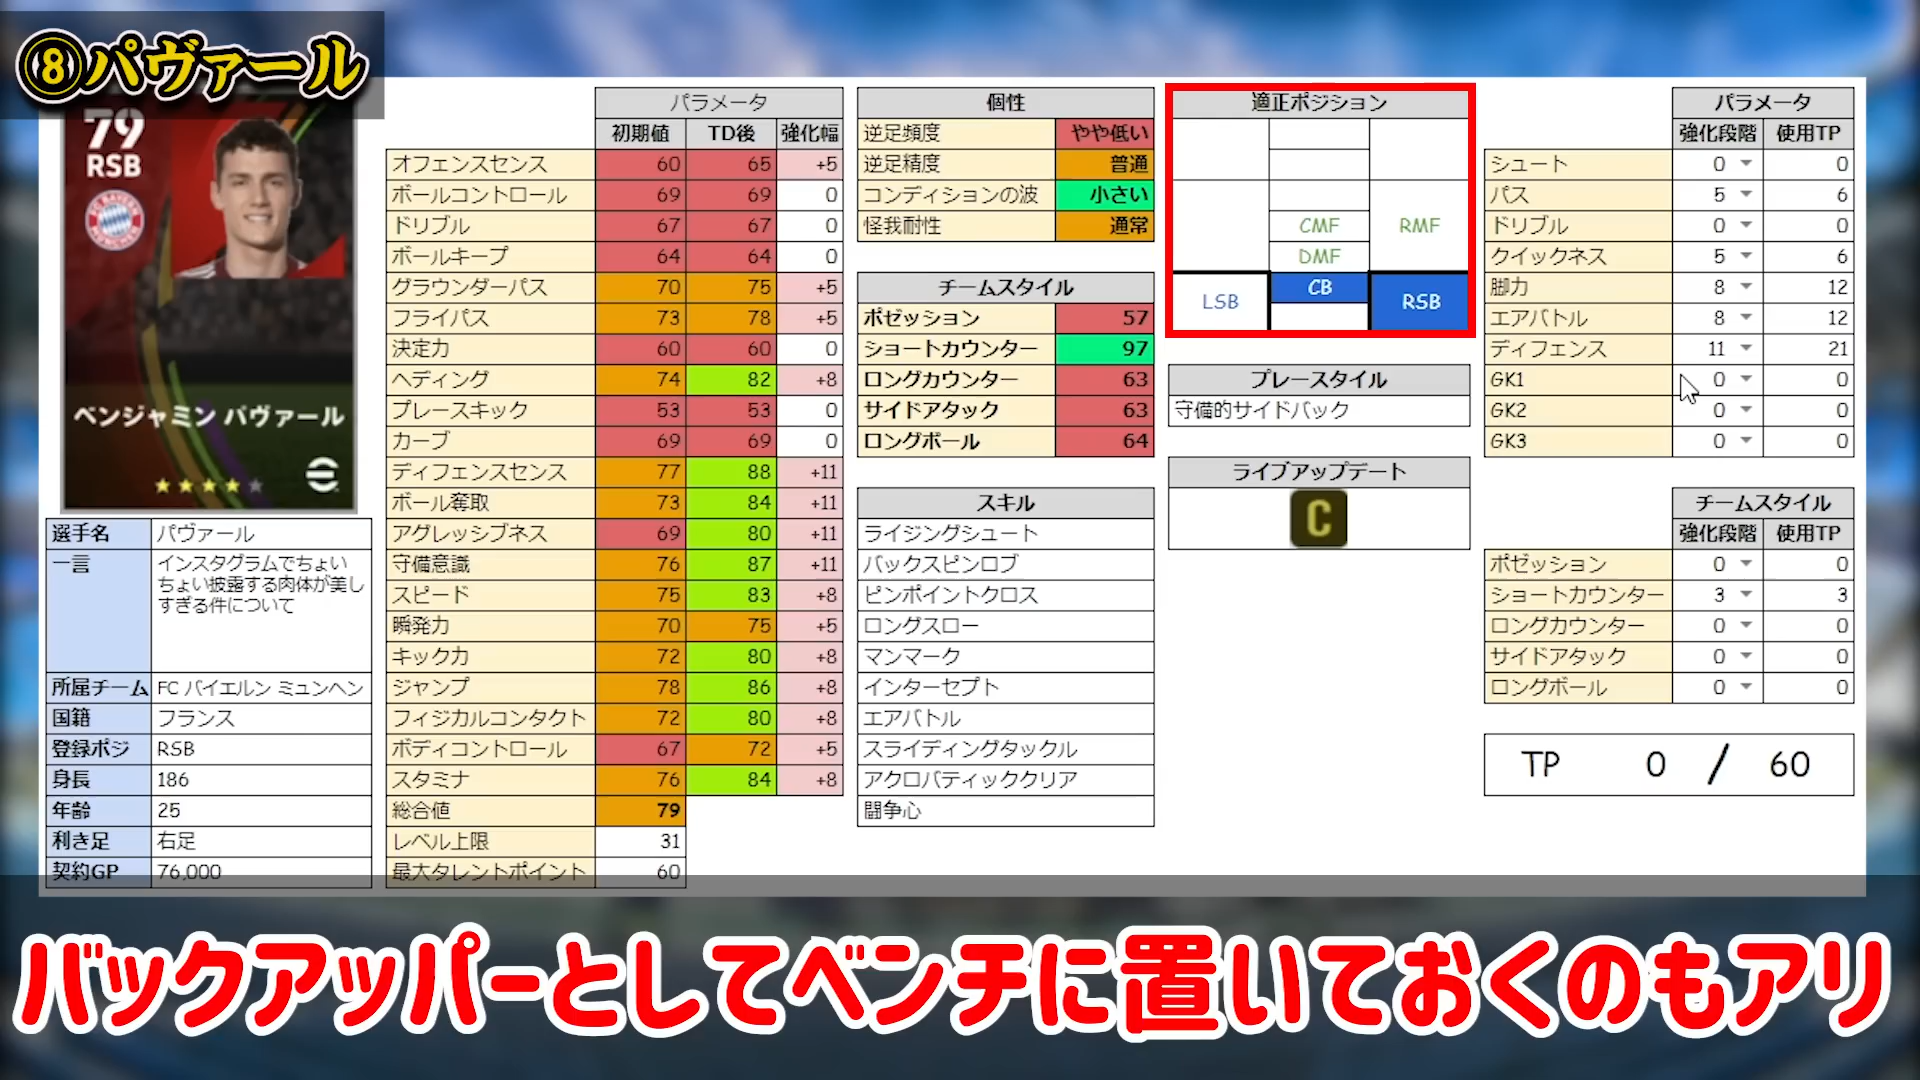 ⑧パヴァール
79
RSB
FC BAYERN MÜNCHEN
ベンジャミン パヴァール
選手名 パヴァール
一言 インスタグラムでちょい
ちょい披露する肉体が美し
すぎる件について
所属チーム FC バイエルン ミュンヘン
国籍 フランス
登録ポジ RSB
身長 186
年齢 25
利き足 右足
契約GP 76,000
パラメータ
初期値 TD後 強化幅
オフェンスセンス 60 65 +5
ボールコントロール 69 69 0
ドリブル 67 67 0
ボールキープ 64 64 0
グラウンダーパス 70 75 +5
フライパス 73 78 +5
決定力 60 60 0
ヘディング 74 82 +8
プレースキック 53 53 0
カーブ 69 69 0
ディフェンスセンス 77 88 +11
ボール奪取 73 84 +11
アグレッシブネス 69 80 +11
守備意識 76 87 +11
スピード 75 83 +8
瞬発力 70 75 +5
キック力 72 80 +8
ジャンプ 78 86 +8
フィジカルコンタクト 72 80 +8
ボディコントロール 67 72 +5
スタミナ 76 84 +8
総合値 79
レベル上限 31
最大タレントポイント 60
個性
逆足頻度 やや低い
逆足精度 普通
コンディションの波 小さい
怪我耐性 通常
チームスタイル
ポゼッション 57
ショートカウンター 97
ロングカウンター 63
サイドアタック 63
ロングボール 64
スキル
ライジングシュート
バックスピンロブ
ピンポイントクロス
ロングスロー
マンマーク
インターセプト
エアバトル
スライディングタックル
アクロバティッククリア
闘争心
適正ポジション
CMF RMF
DMF
LSB CB RSB
プレースタイル
守備的サイドバック
ライブアップデート
C
パラメータ
強化段階 使用TP
シュート 0 0
パス 5 6
ドリブル 0 0
クイックネス 5 6
脚力 8 12
エアバトル 8 12
ディフェンス 11 21
GK1 0 0
GK2 0 0
GK3 0 0
チームスタイル
強化段階 使用TP
ポゼッション 0 0
ショートカウンター 3 3
ロングカウンター 0 0
サイドアタック 0 0
ロングボール 0 0
TP 0 / 60
バックアッパーとしてベンチに置いておくのもアリ